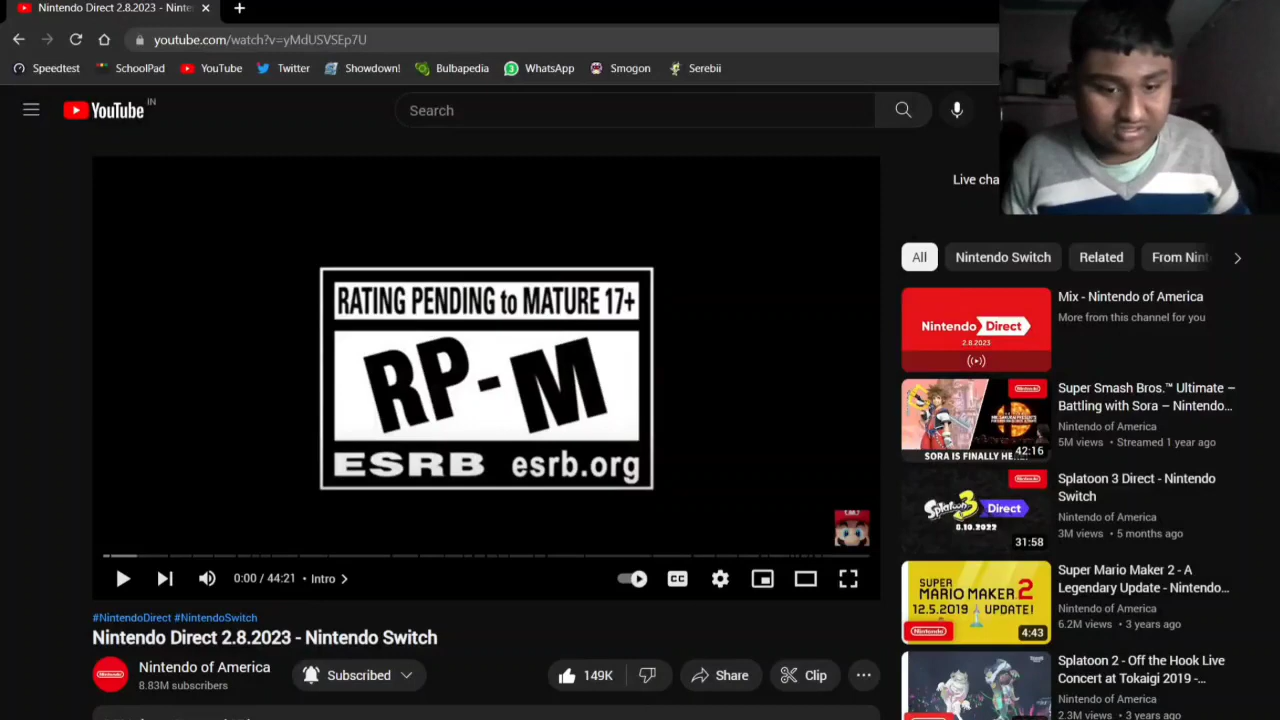 Nintendo Direct 2.8.2023 - Ninte
youtube.com/watch?v=yMdUSVSEp7U
Speedtest SchoolPad YouTube Twitter Showdown! Bulbapedia WhatsApp Smogon Serebii
YouTube IN
Search
Live cha
RATING PENDING to MATURE 17+
RP-M
ESRB esrb.org
0:00 / 44:21 • Intro
CC
#NintendoDirect #NintendoSwitch
Nintendo Direct 2.8.2023 - Nintendo Switch
Nintendo
Nintendo of America
8.83M subscribers
Subscribed
149K
Share
Clip
All Nintendo Switch Related From Nint
Nintendo Direct
2.8.2023
Mix - Nintendo of America
More from this channel for you
Nintendo
SORA IS FINALLY HE
42:16
Super Smash Bros.™ Ultimate –
Battling with Sora – Nintendo...
Nintendo of America
5M views • Streamed 1 year ago
Nintendo
Splatoon 3 Direct
8.10.2022
31:58
Splatoon 3 Direct - Nintendo
Switch
Nintendo of America
3M views • 5 months ago
SUPER
MARIO MAKER 2
12.5.2019 UPDATE!
Nintendo
4:43
Super Mario Maker 2 - A
Legendary Update - Nintendo...
Nintendo of America
6.2M views • 3 years ago
Splatoon 2 - Off the Hook Live
Concert at Tokaigi 2019 -...
Nintendo of America
2.3M views • 3 years ago